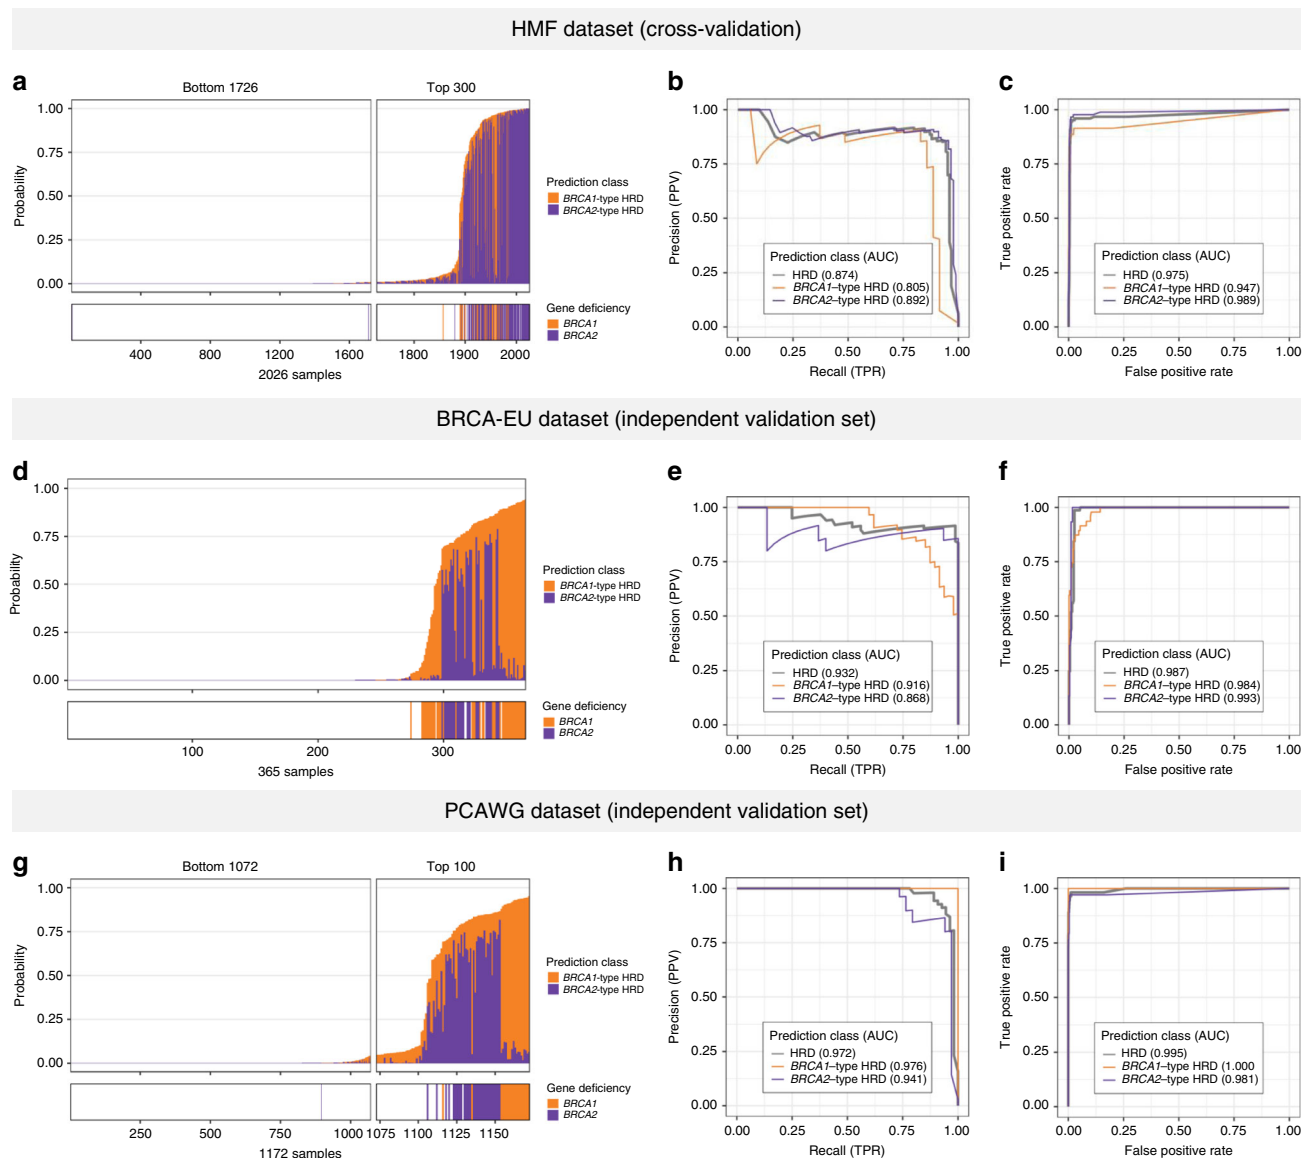 HMF dataset (cross-validation)
a
Bottom 1726
Top 300
1.00
0.75
0.50
0.25
0.00
Probability
Prediction class
BRCA1-type HRD
BRCA2-type HRD
Gene deficiency
BRCA1
BRCA2
400 800 1200 1600 1800 1900 2000
2026 samples
b
1.00
0.75
0.50
0.25
0.00
Precision (PPV)
Prediction class (AUC)
HRD (0.874)
BRCA1–type HRD (0.805)
BRCA2–type HRD (0.892)
0.00 0.25 0.50 0.75 1.00
Recall (TPR)
c
1.00
0.75
0.50
0.25
0.00
True positive rate
Prediction class (AUC)
HRD (0.975)
BRCA1–type HRD (0.947)
BRCA2–type HRD (0.989)
0.00 0.25 0.50 0.75 1.00
False positive rate
BRCA-EU dataset (independent validation set)
d
1.00
0.75
0.50
0.25
0.00
Probability
Prediction class
BRCA1-type HRD
BRCA2-type HRD
Gene deficiency
BRCA1
BRCA2
100 200 300
365 samples
e
1.00
0.75
0.50
0.25
0.00
Precision (PPV)
Prediction class (AUC)
HRD (0.932)
BRCA1–type HRD (0.916)
BRCA2–type HRD (0.868)
0.00 0.25 0.50 0.75 1.00
Recall (TPR)
f
1.00
0.75
0.50
0.25
0.00
True positive rate
Prediction class (AUC)
HRD (0.987)
BRCA1–type HRD (0.984)
BRCA2–type HRD (0.993)
0.00 0.25 0.50 0.75 1.00
False positive rate
PCAWG dataset (independent validation set)
g
Bottom 1072
Top 100
1.00
0.75
0.50
0.25
0.00
Probability
Prediction class
BRCA1-type HRD
BRCA2-type HRD
Gene deficiency
BRCA1
BRCA2
250 500 750 1000 1075 1100 1125 1150
1172 samples
h
1.00
0.75
0.50
0.25
0.00
Precision (PPV)
Prediction class (AUC)
HRD (0.972)
BRCA1–type HRD (0.976)
BRCA2–type HRD (0.941)
0.00 0.25 0.50 0.75 1.00
Recall (TPR)
i
1.00
0.75
0.50
0.25
0.00
True positive rate
Prediction class (AUC)
HRD (0.995)
BRCA1–type HRD (1.000
BRCA2–type HRD (0.981)
0.00 0.25 0.50 0.75 1.00
False positive rate